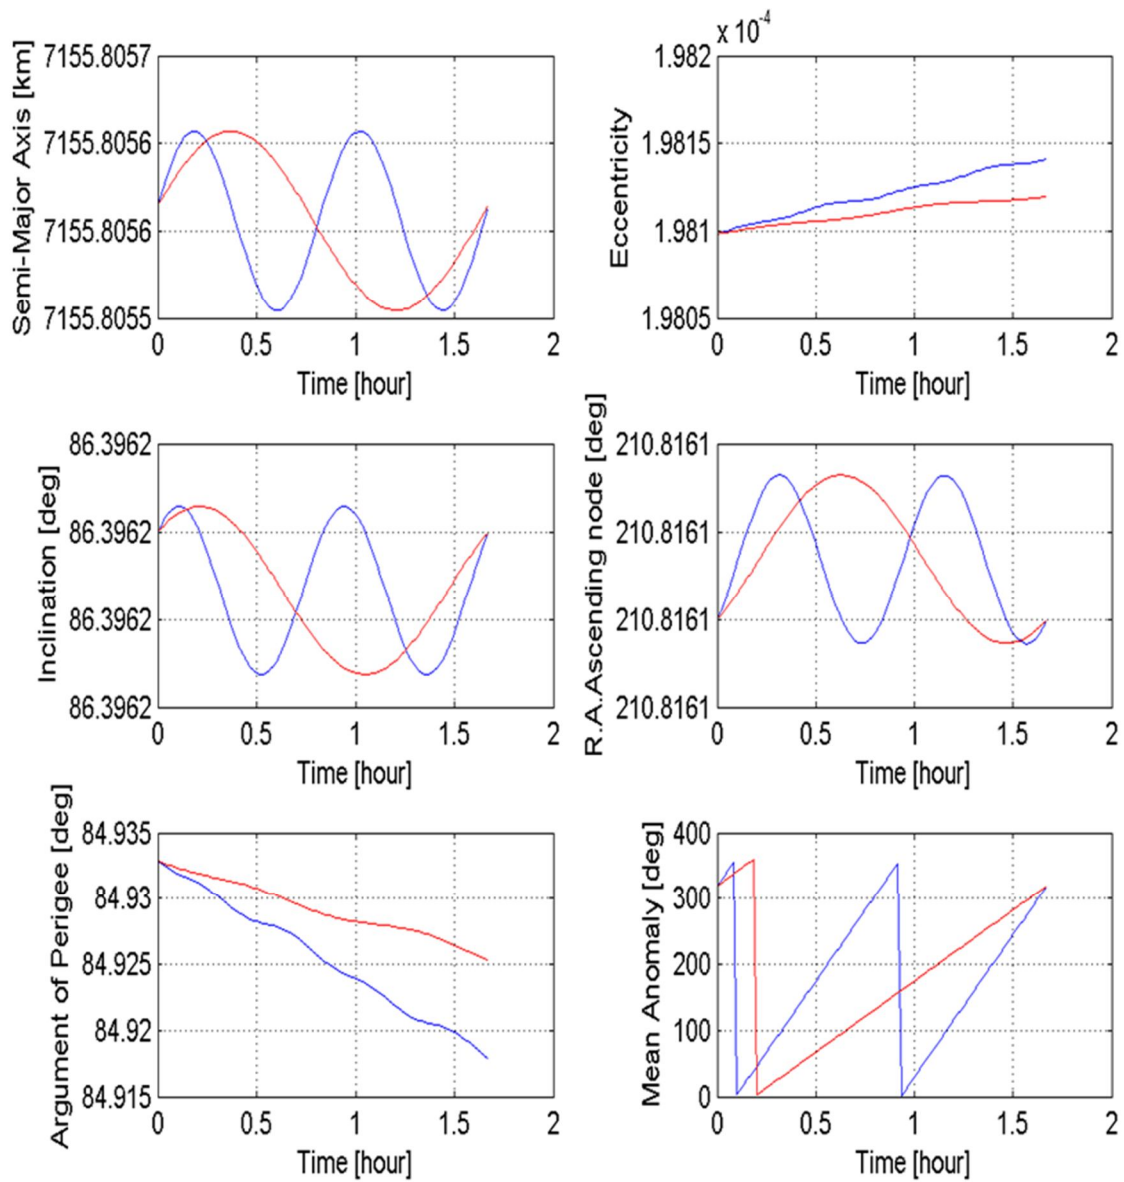 Semi-Major Axis [km]
7155.8057
7155.8056
7155.8056
7155.8055
0 0.5 1 1.5 2
Time [hour]
Ecccentricity
x 10-4
1.982
1.9815
1.981
1.9805
0 0.5 1 1.5 2
Time [hour]
Inclination [deg]
86.3962
86.3962
86.3962
86.3962
0 0.5 1 1.5 2
Time [hour]
R.A.Ascending node [deg]
210.8161
210.8161
210.8161
210.8161
0 0.5 1 1.5 2
Time [hour]
Argument of Perigee [deg]
84.935
84.93
84.925
84.92
84.915
0 0.5 1 1.5 2
Time [hour]
Mean Anomaly [deg]
400
300
200
100
0
0 0.5 1 1.5 2
Time [hour]